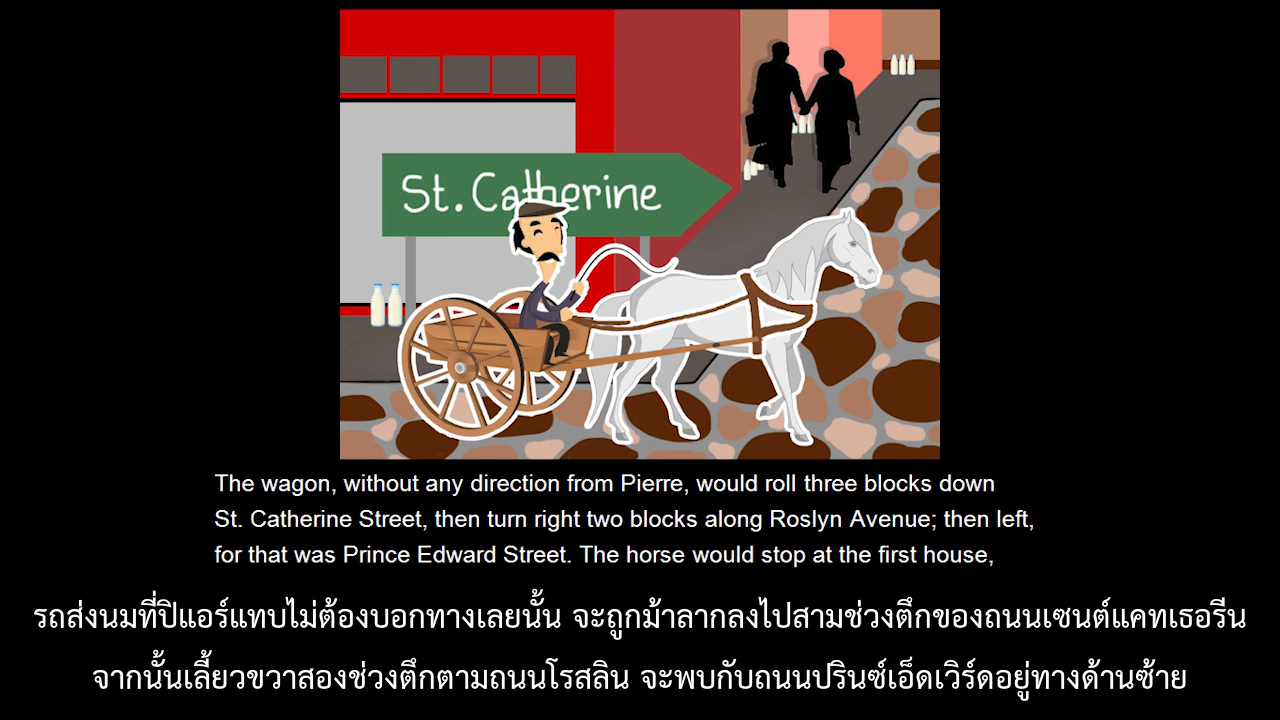 St. Catherine
The wagon, without any direction from Pierre, would roll three blocks down
St. Catherine Street, then turn right two blocks along Roslyn Avenue; then left,
for that was Prince Edward Street. The horse would stop at the first house,
รถส่งนมที่ปิแอร์แทบไม่ต้องบอกทางเลยนั้น จะถูกม้าลากลงไปสามช่วงตึกของถนนเซนต์แคทเธอรีน
จากนั้นเลี้ยวขวาสองช่วงตึกตามถนนโรสลิน จะพบกับถนนปรินซ์เอ็ดเวิร์ดอยู่ทางด้านซ้าย